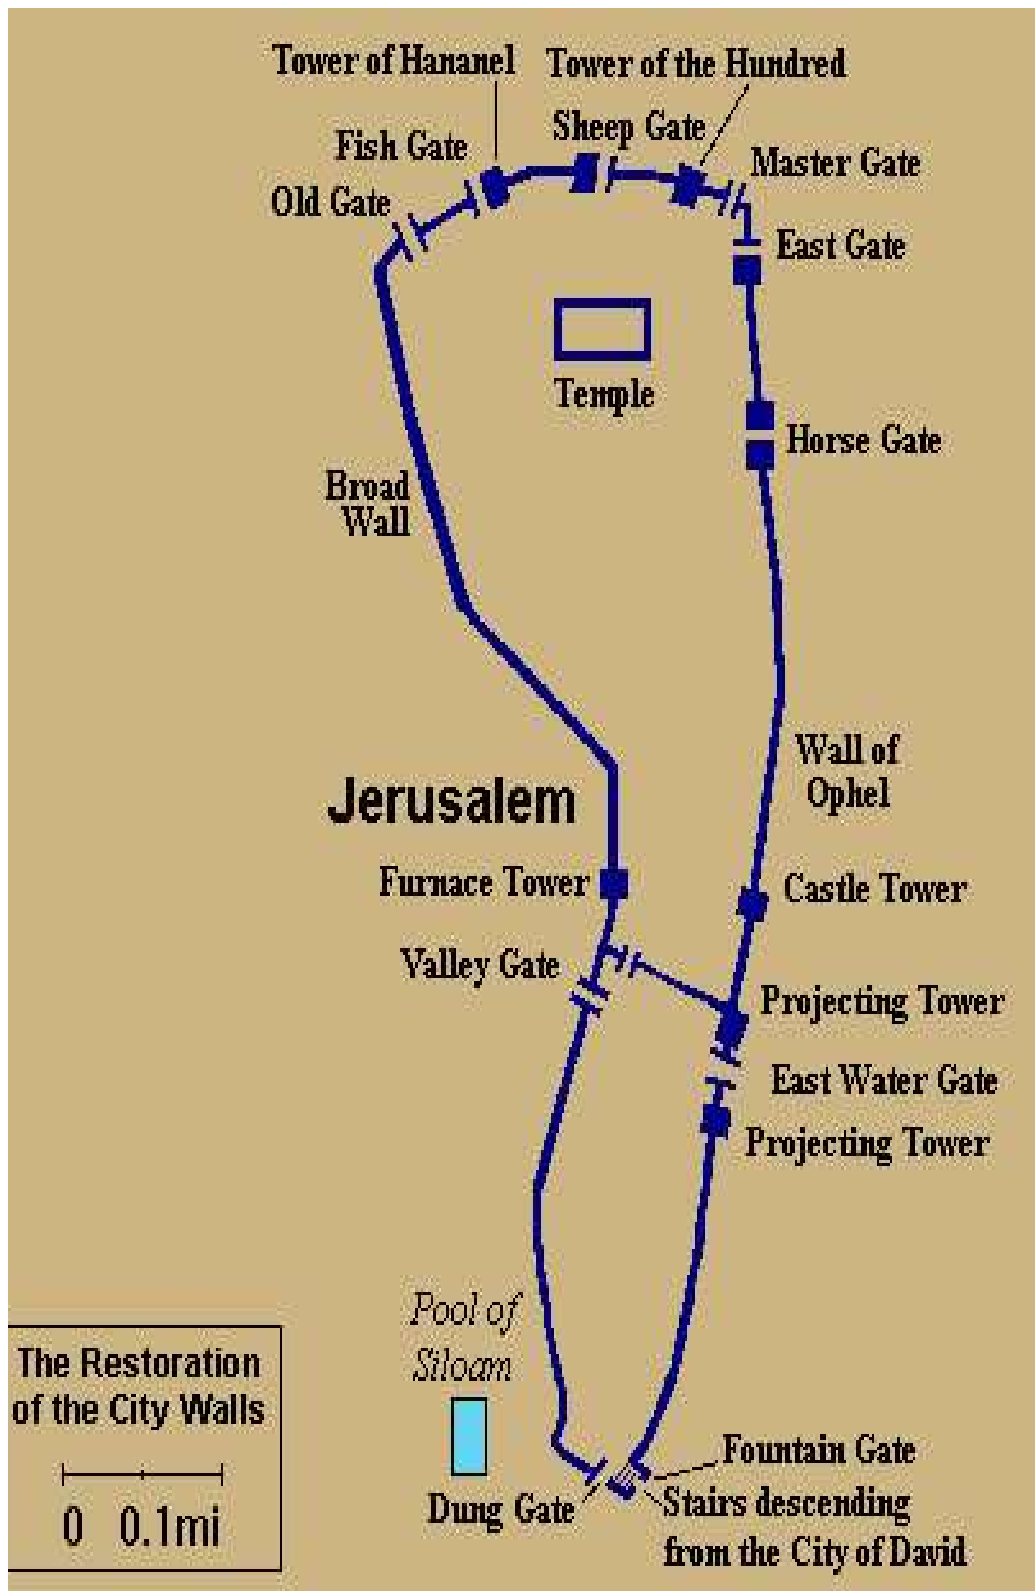 Tower of Hananel
Tower of the Hundred
Sheep Gate
Fish Gate
Master Gate
Old Gate
East Gate
Temple
Horse Gate
Broad
Wall
Wall of
Ophel
Jerusalem
Furnace Tower
Castle Tower
Valley Gate
Projecting Tower
East Water Gate
Projecting Tower
Pool of
Siloam
The Restoration
of the City Walls
0 0.1mi
Fountain Gate
Dung Gate
Stairs descending
from the City of David